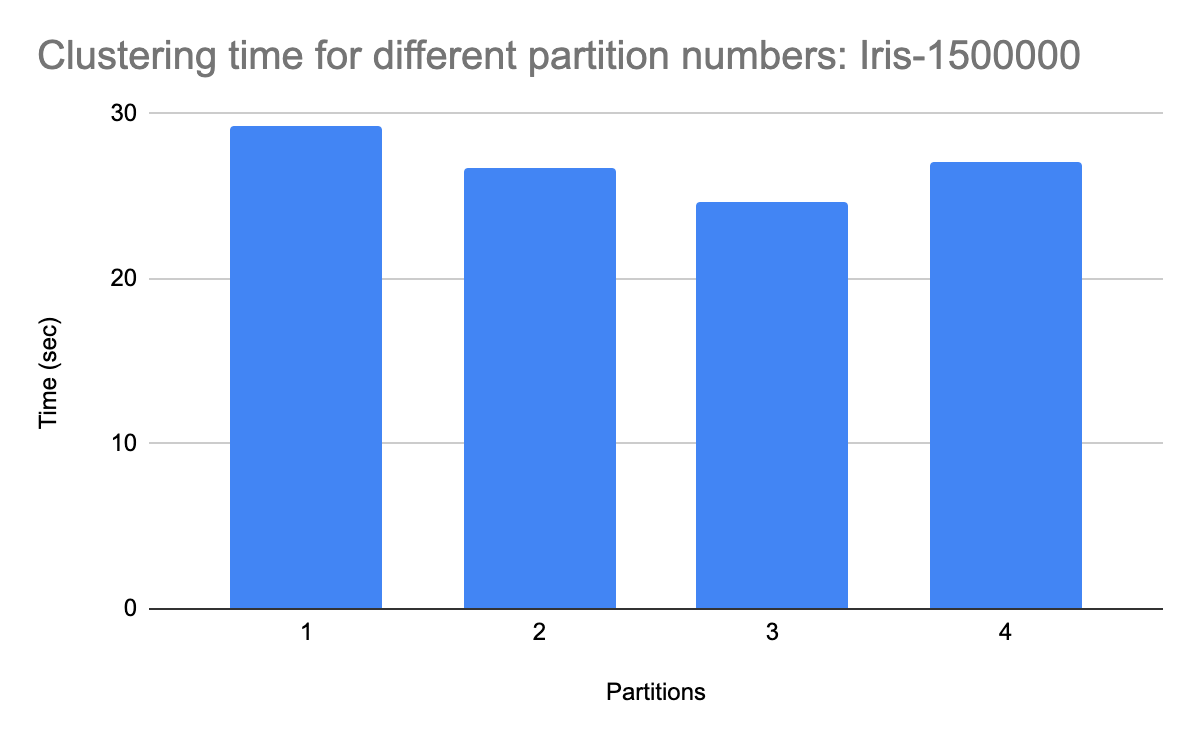 Clustering time for different partition numbers: Iris-1500000
30
20
10
0
Time (sec)
1
2
3
4
Partitions